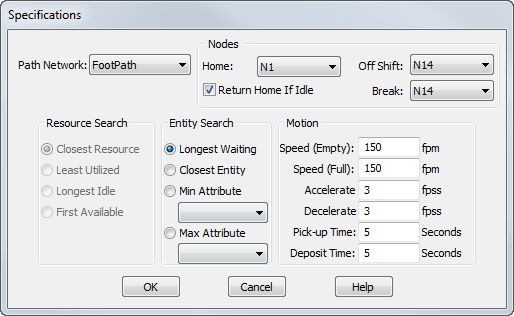 Specifications
Nodes
Path Network: FootPath
Home: N1
Off Shift: N14
Return Home If Idle
Break: N14
Resource Search
Entity Search
Motion
Closest Resource
Least Utilized
Longest Idle
First Available
Longest Waiting
Closest Entity
Min Attribute
Max Attribute
Speed (Empty): 150 fpm
Speed (Full): 150 fpm
Accelerate 3 fpss
Decelerate 3 fpss
Pick-up Time: 5 Seconds
Deposit Time: 5 Seconds
OK
Cancel
Help